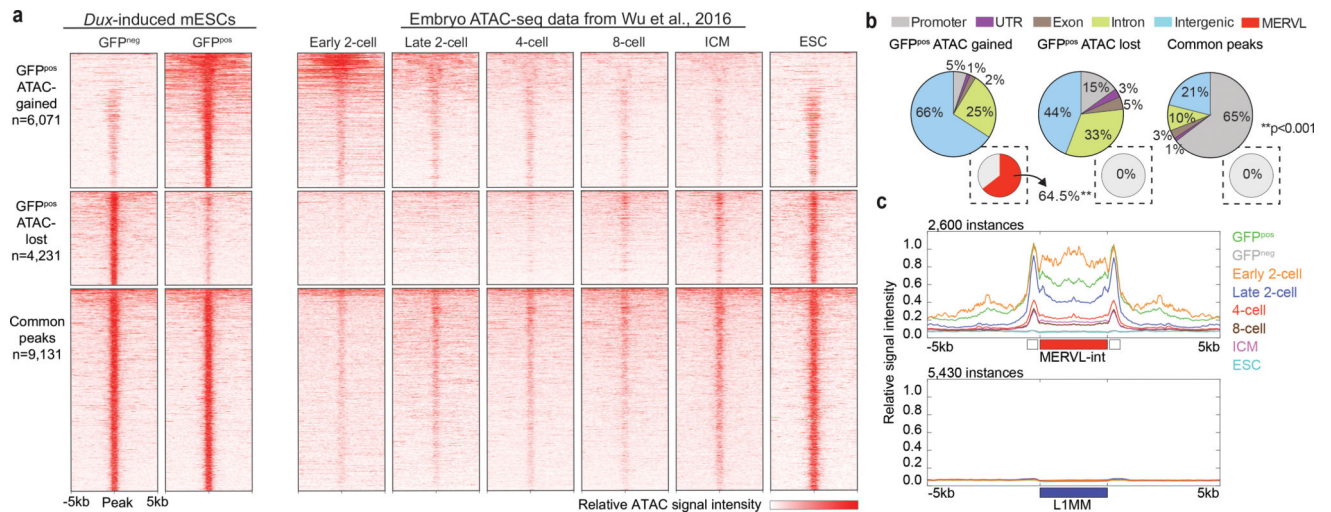 a
Dux-induced mESCs
Embryo ATAC-seq data from Wu et al., 2016
GFPneg
GFPpos
Early 2-cell
Late 2-cell
4-cell
8-cell
ICM
ESC
GFPpos
ATAC-
gained
n=6,071
GFPpos
ATAC-
lost
n=4,231
Common
peaks
n=9,131
-5kb
Peak
5kb
Relative ATAC signal intensity
b
Promoter
UTR
Exon
Intron
Intergenic
MERVL
GFPpos ATAC gained
GFPpos ATAC lost
Common peaks
5%
1%
2%
25%
66%
15%
3%
5%
33%
44%
21%
10%
3%
1%
65%
**p<0.001
64.5%**
0%
0%
c
2,600 instances
Relative signal intensity
1.0
0.8
0.6
0.4
0.2
0.0
-5kb
5kb
MERVL-int
GFPpos
GFPneg
Early 2-cell
Late 2-cell
4-cell
8-cell
ICM
ESC
5,430 instances
1.0
0.8
0.6
0.4
0.2
0.0
-5kb
5kb
L1MM